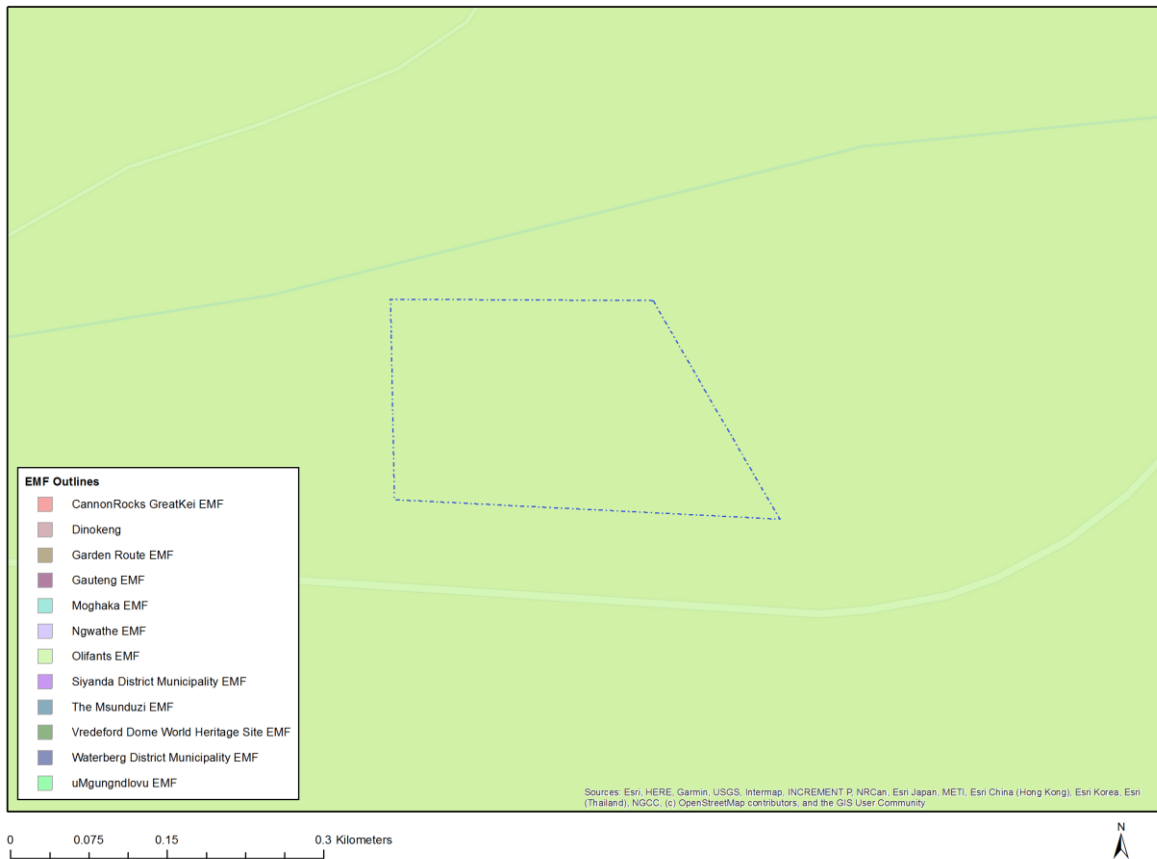 EMF Outlines
CannonRocks GreatKei EMF
Dinokeng
Garden Route EMF
Gauteng EMF
Moghaka EMF
Ngwathe EMF
Olifants EMF
Siyanda District Municipality EMF
The Msunduzi EMF
Vredeford Dome World Heritage Site EMF
Waterberg District Municipality EMF
uMgungndlovu EMF
Sources: Esri, HERE, Garmin, USGS, Intermap, INCREMENT P, NRCan, Esri Japan, METI, Esri China (Hong Kong), Esri Korea, Esri
(Thailand), NGCC, (c) OpenStreetMap contributors, and the GIS User Community
0 0.075 0.15 0.3 Kilometers
N